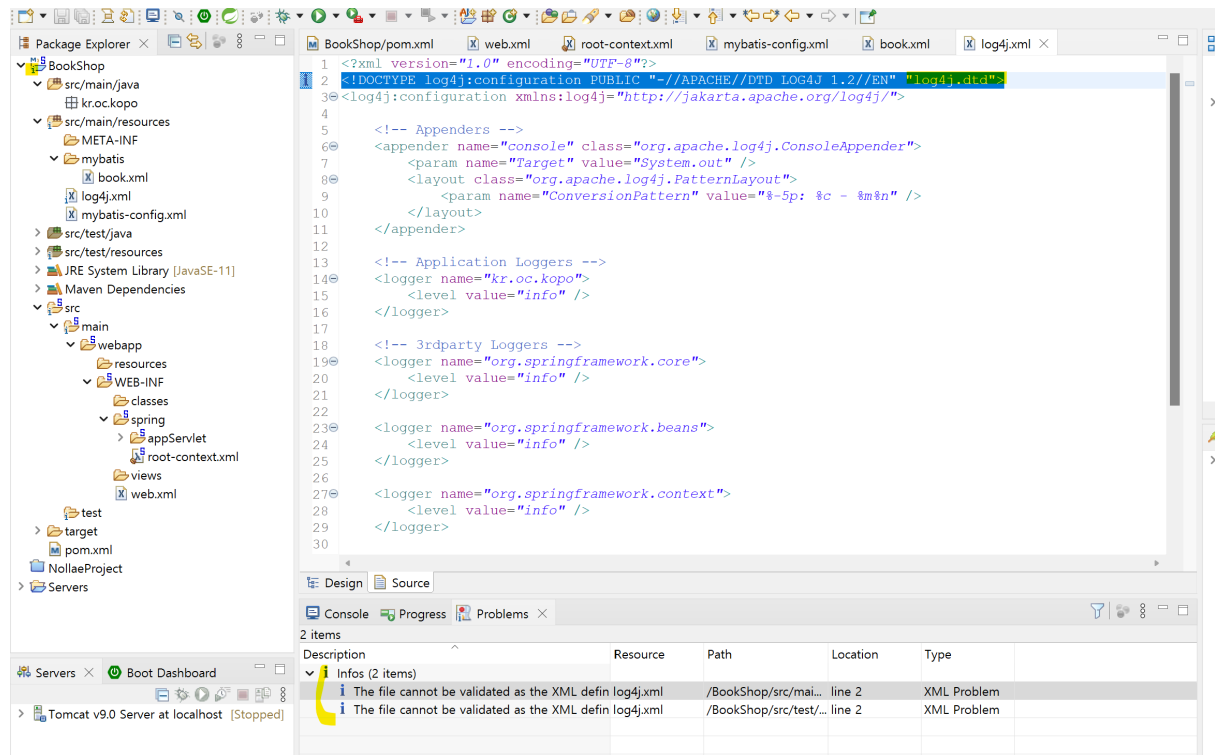 Package Explorer
BookShop
src/main/java
kr.oc.kopo
src/main/resources
META-INF
mybatis
book.xml
log4j.xml
mybatis-config.xml
src/test/java
src/test/resources
JRE System Library [JavaSE-11]
Maven Dependencies
src
main
webapp
resources
WEB-INF
classes
spring
appServlet
root-context.xml
views
web.xml
test
target
pom.xml
NollaeProject
Servers
Servers Boot Dashboard
Tomcat v9.0 Server at localhost [Stopped]
BookShop/pom.xml web.xml root-context.xml mybatis-config.xml book.xml log4j.xml
1 <?xml version="1.0" encoding="UTF-8"?>
2 <!DOCTYPE log4j:configuration PUBLIC "-//APACHE//DTD LOG4J 1.2//EN" "log4j.dtd">
3 <log4j:configuration xmlns:log4j="http://jakarta.apache.org/log4j/">
4
5 <!-- Appenders -->
6 <appender name="console" class="org.apache.log4j.ConsoleAppender">
7 <param name="Target" value="System.out" />
8 <layout class="org.apache.log4j.PatternLayout">
9 <param name="ConversionPattern" value="%-5p: %c - %m%n" />
10 </layout>
11 </appender>
12
13 <!-- Application Loggers -->
14 <logger name="kr.oc.kopo">
15 <level value="info" />
16 </logger>
17
18 <!-- 3rdparty Loggers -->
19 <logger name="org.springframework.core">
20 <level value="info" />
21 </logger>
22
23 <logger name="org.springframework.beans">
24 <level value="info" />
25 </logger>
26
27 <logger name="org.springframework.context">
28 <level value="info" />
29 </logger>
30
Design Source
Console Progress Problems
2 items
Description Resource Path Location Type
Infos (2 items)
The file cannot be validated as the XML defin log4j.xml /BookShop/src/mai... line 2 XML Problem
The file cannot be validated as the XML defin log4j.xml /BookShop/src/test/... line 2 XML Problem